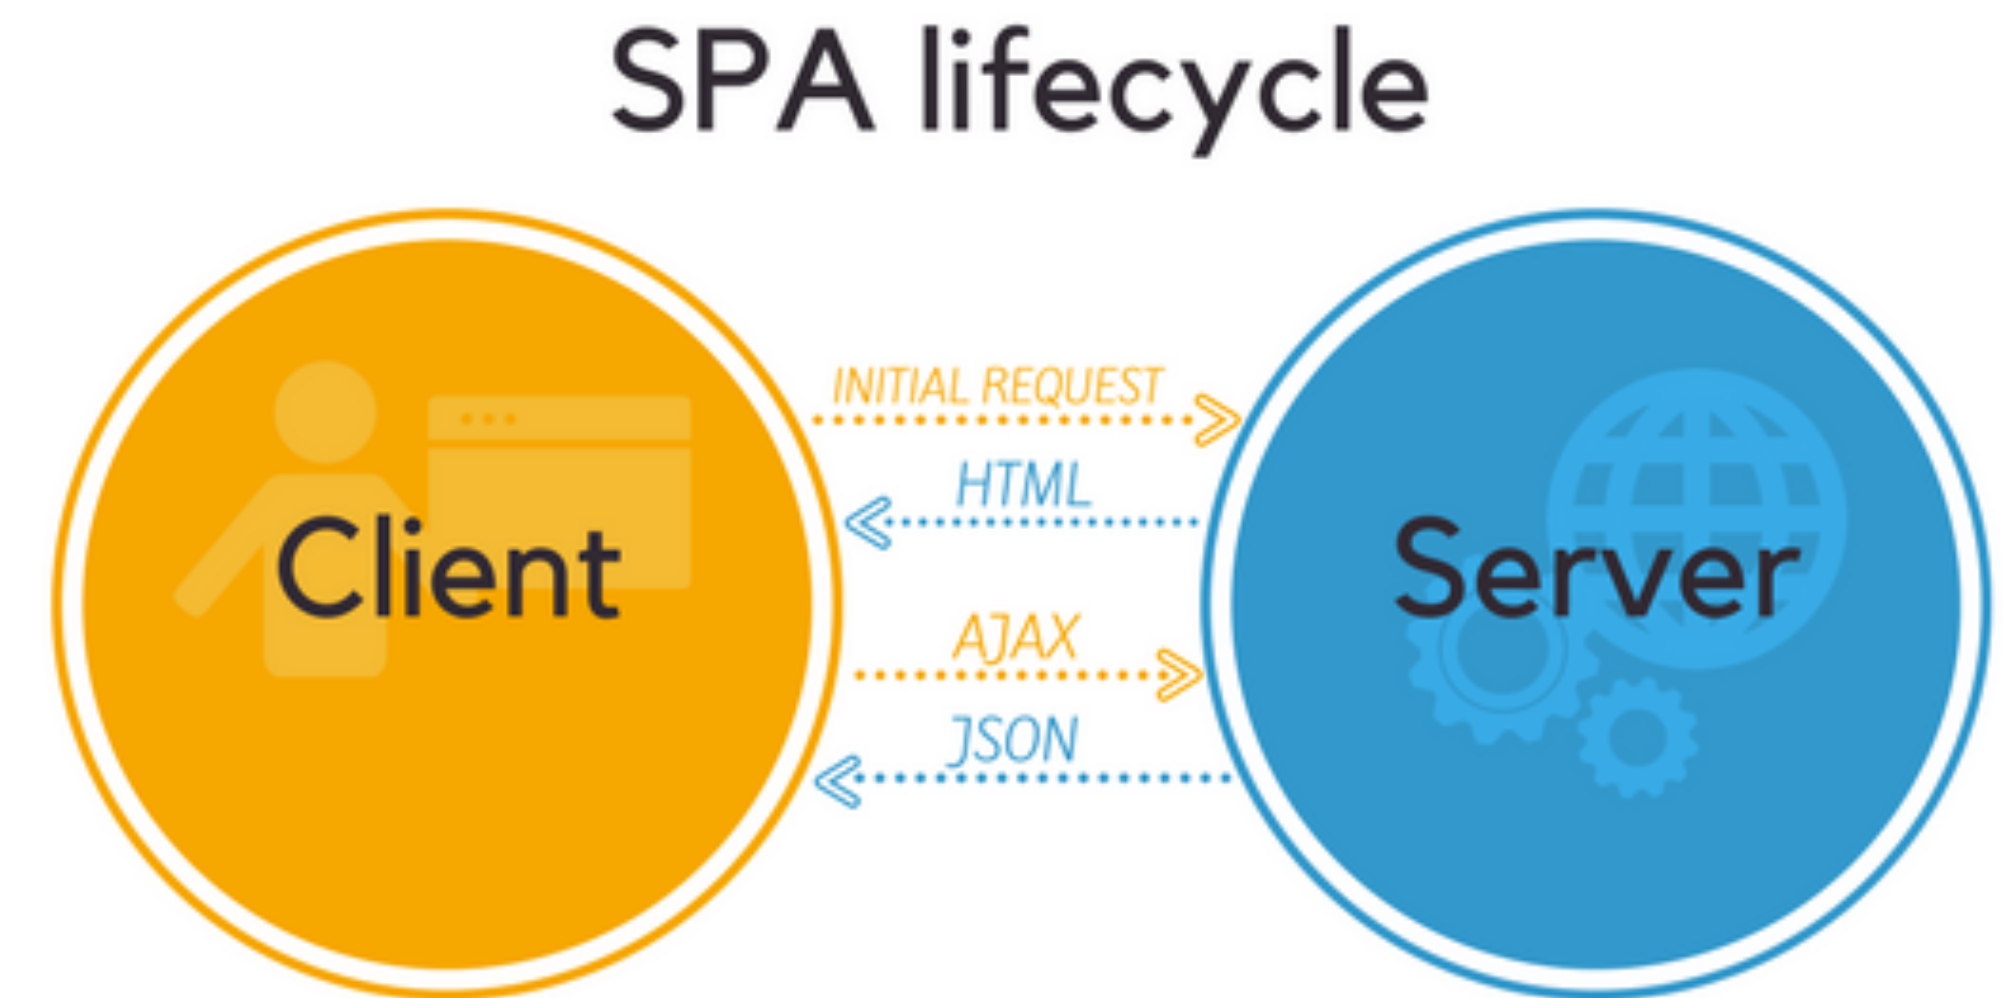 SPA lifecycle
INITIAL REQUEST
HTML
Client
Server
AJAX
JSON